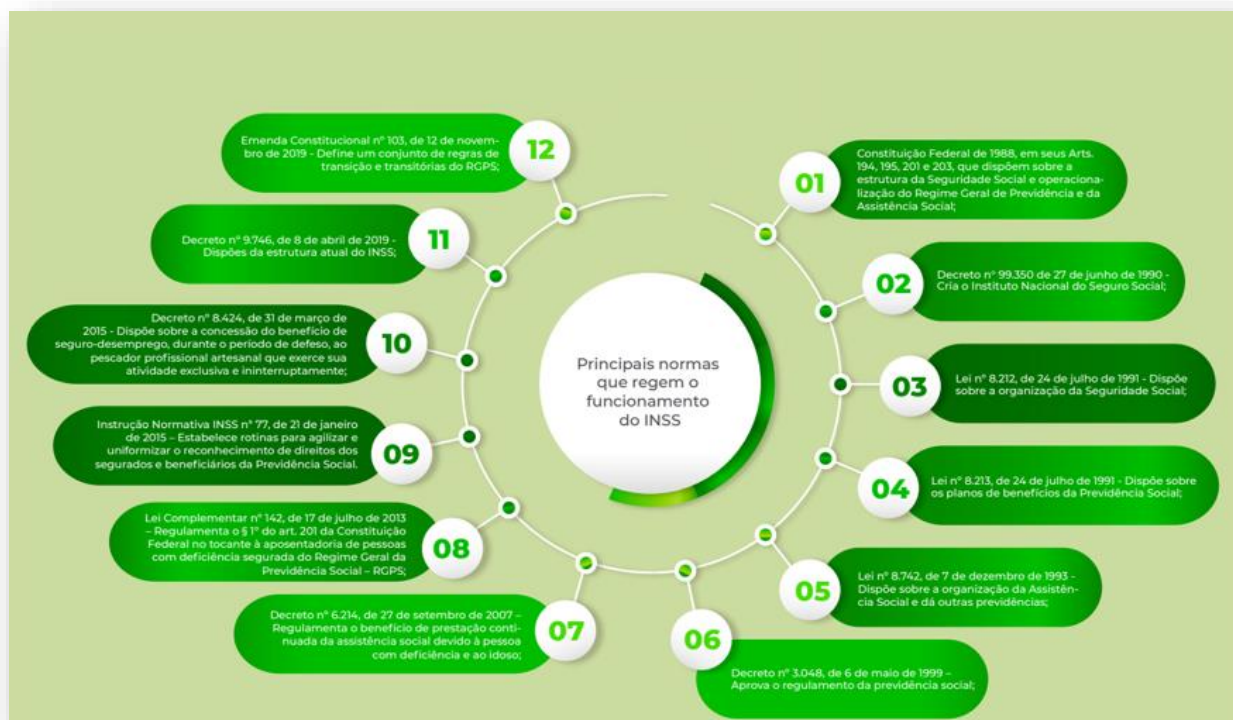 Principais normas
que regem o
funcionamento
do INSS
01
Constituição Federal de 1988, em seus Arts.
194, 195, 201 e 203, que dispõem sobre a
estrutura da Seguridade Social e operaciona-
lização do Regime Geral de Previdência e da
Assistência Social;
02
Decreto nº 99.350 de 27 de junho de 1990 -
Cria o Instituto Nacional do Seguro Social;
03
Lei nº 8.212, de 24 de julho de 1991 - Dispõe
sobre a organização da Seguridade Social;
04
Lei nº 8.213, de 24 de julho de 1991 - Dispõe sobre
os planos de benefícios da Previdência Social;
05
Lei nº 8.742, de 7 de dezembro de 1993 -
Dispõe sobre a organização da Assistên-
cia Social e dá outras previdências;
06
Decreto nº 3.048, de 6 de maio de 1999 –
Aprova o regulamento da previdência social;
07
Decreto nº 6.214, de 27 de setembro de 2007 –
Regulamenta o benefício de prestação conti-
nuada da assistência social devido à pessoa
com deficiência e ao idoso;
08
Lei Complementar nº 142, de 17 de julho de 2013
– Regulamenta o § 1º do art. 201 da Constituição
Federal no tocante à aposentadoria de pessoas
com deficiência segurada do Regime Geral da
Previdência Social – RGPS;
09
Instrução Normativa INSS nº 77, de 21 de janeiro
de 2015 – Estabelece rotinas para agilizar e
uniformizar o reconhecimento de direitos dos
segurados e beneficiários da Previdência Social.
10
Decreto nº 8.424, de 31 de março de
2015 - Dispõe sobre a concessão do benefício de
seguro-desemprego, durante o período de defeso, ao
pescador profissional artesanal que exerce sua
atividade exclusiva e ininterruptamente;
11
Decreto nº 9.746, de 8 de abril de 2019 -
Dispões da estrutura atual do INSS;
12
Emenda Constitucional nº 103, de 12 de novem-
bro de 2019 - Define um conjunto de regras de
transição e transitórias do RGPS;